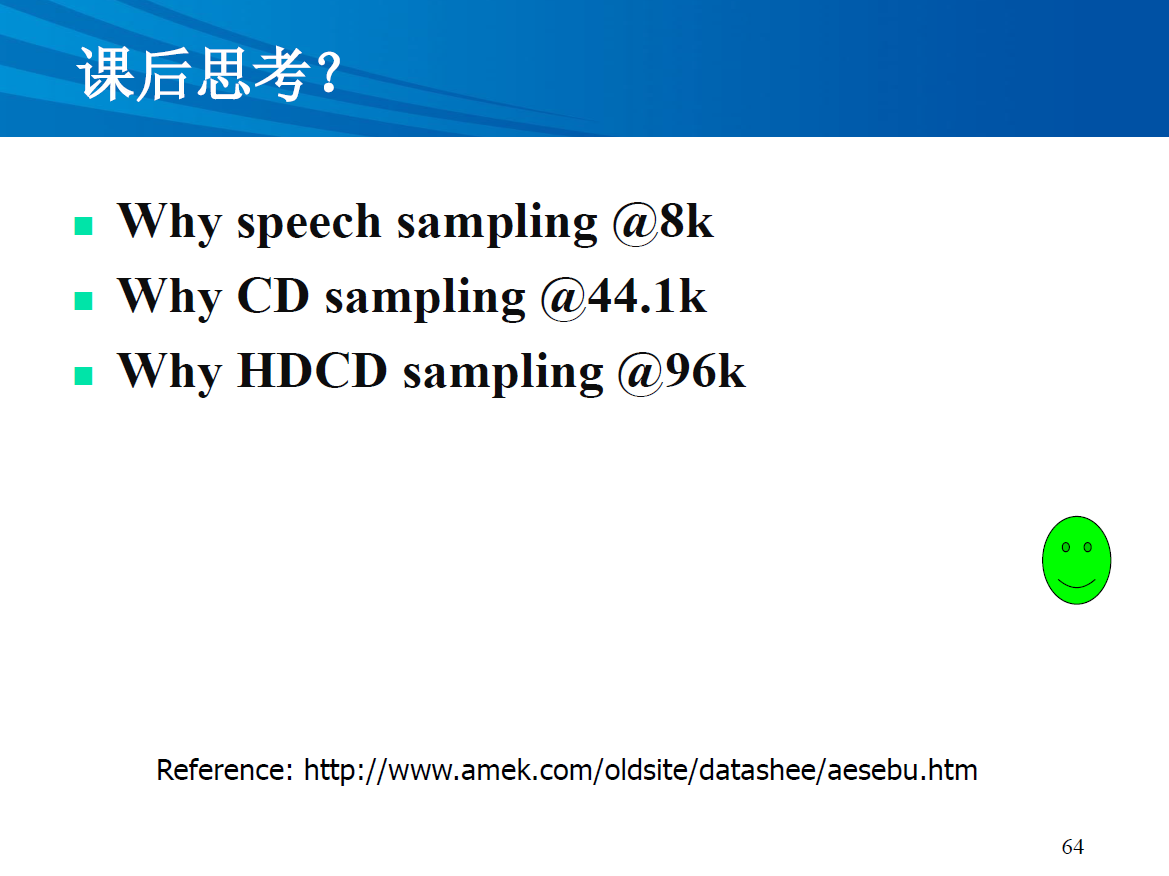 课后思考？
Why speech sampling @8k
Why CD sampling @44.1k
Why HDCD sampling @96k
Reference: http://www.amek.com/oldsite/datashee/aesebu.htm
64